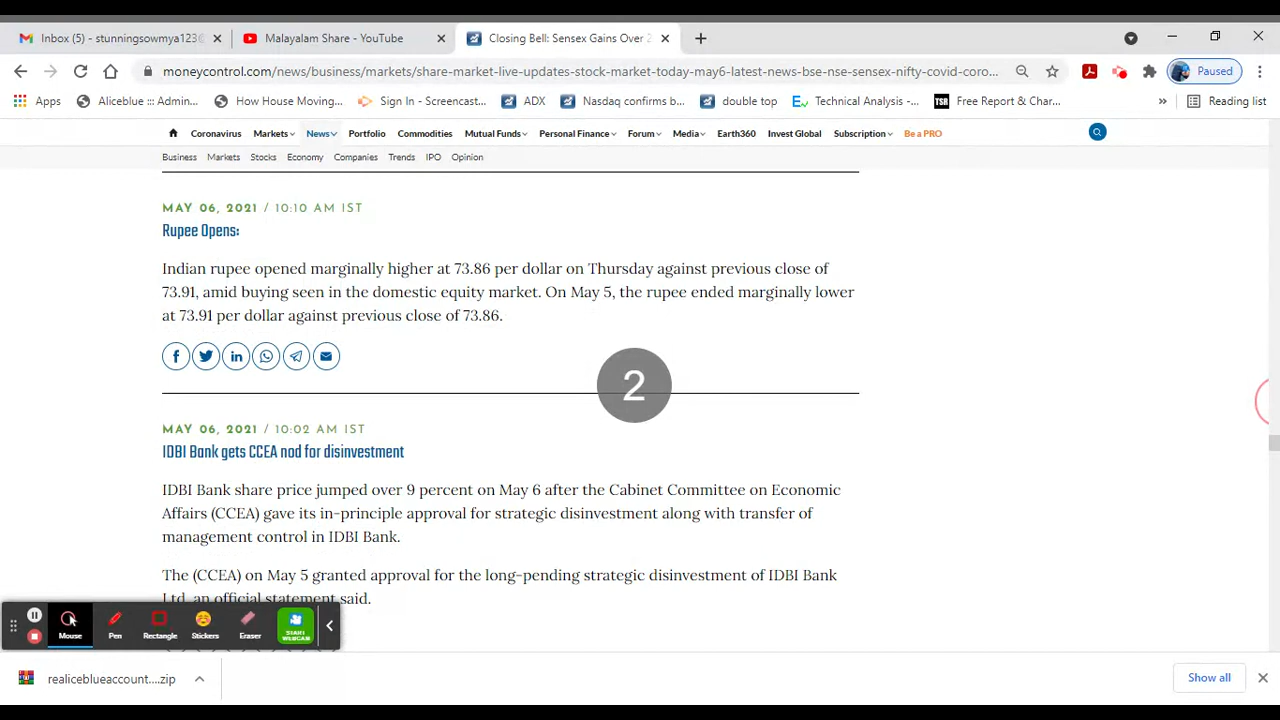 Inbox (5) - stunningsowmya123@
Malayalam Share - YouTube
Closing Bell: Sensex Gains Over 2
moneycontrol.com/news/business/markets/share-market-live-updates-stock-market-today-may6-latest-news-bse-nse-sensex-nifty-covid-coro...
Paused
Apps
Aliceblue ::: Admin...
How House Moving...
Sign In - Screencast...
ADX
Nasdaq confirms b...
double top
Technical Analysis -...
TSR
Free Report & Char...
»
Reading list
Coronavirus
Markets
News
Portfolio
Commodities
Mutual Funds
Personal Finance
Forum
Media
Earth360
Invest Global
Subscription
Be a PRO
Business
Markets
Stocks
Economy
Companies
Trends
IPO
Opinion
MAY 06, 2021 / 10:10 AM IST
Rupee Opens:
Indian rupee opened marginally higher at 73.86 per dollar on Thursday against previous close of
73.91, amid buying seen in the domestic equity market. On May 5, the rupee ended marginally lower
at 73.91 per dollar against previous close of 73.86.
2
MAY 06, 2021 / 10:02 AM IST
IDBI Bank gets CCEA nod for disinvestment
IDBI Bank share price jumped over 9 percent on May 6 after the Cabinet Committee on Economic
Affairs (CCEA) gave its in-principle approval for strategic disinvestment along with transfer of
management control in IDBI Bank.
The (CCEA) on May 5 granted approval for the long-pending strategic disinvestment of IDBI Bank
Ltd, an official statement said.
Mouse
Pen
Rectangle
Stickers
Eraser
START
WEBCAM
realiceblueaccount....zip
Show all